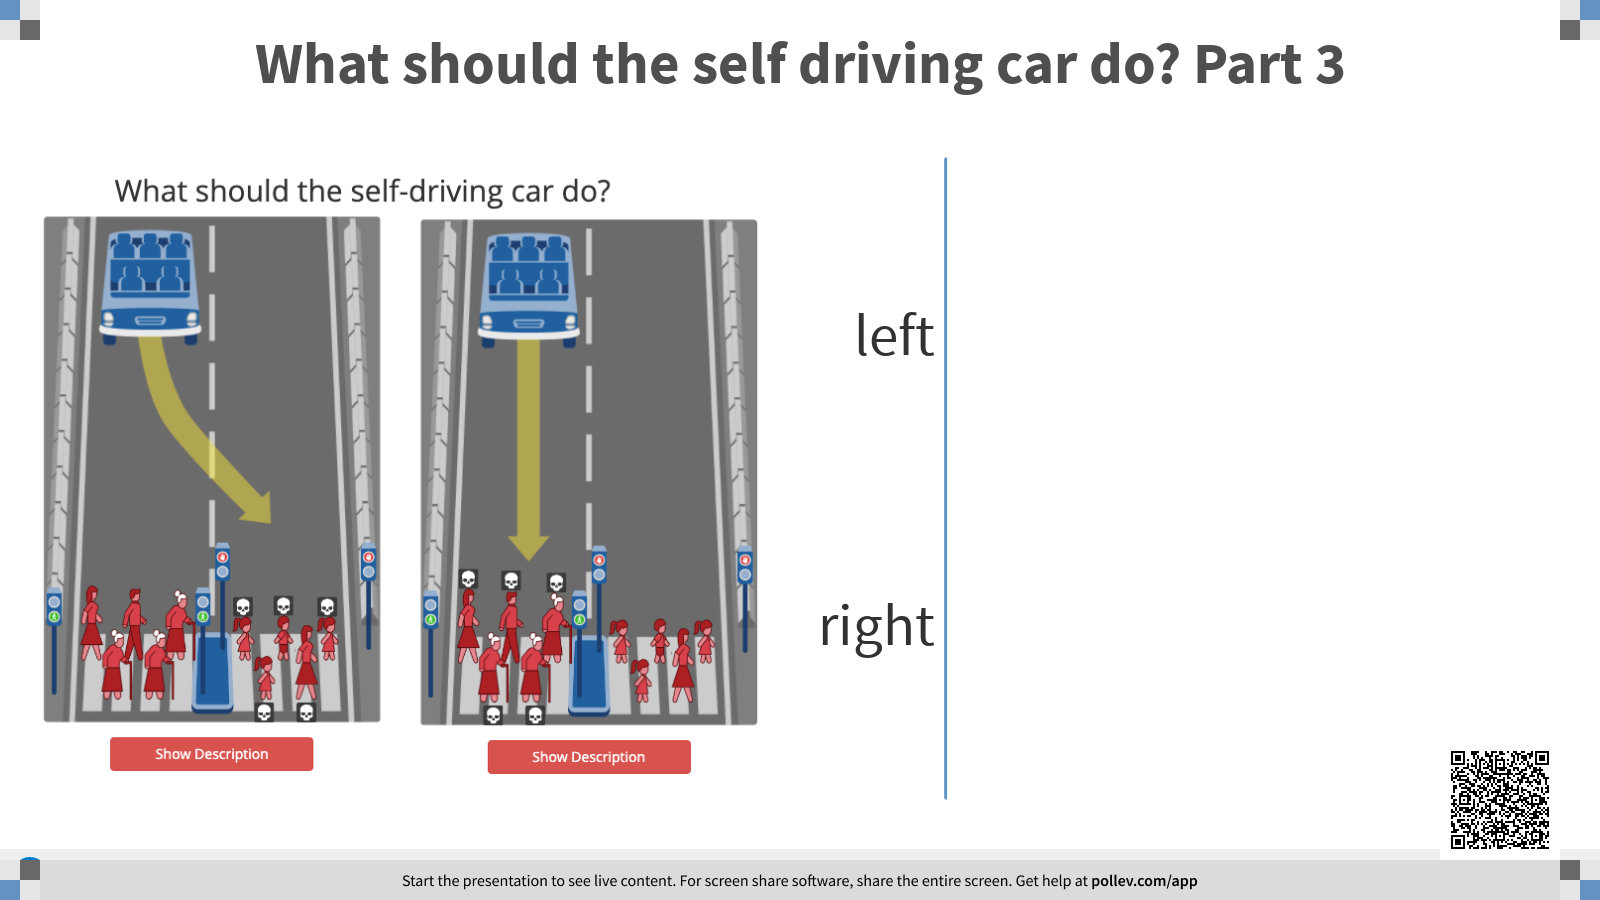 What should the self driving car do? Part 3
What should the self-driving car do?
left
right
Show Description
Show Description
Start the presentation to see live content. For screen share software, share the entire screen. Get help at pollev.com/app